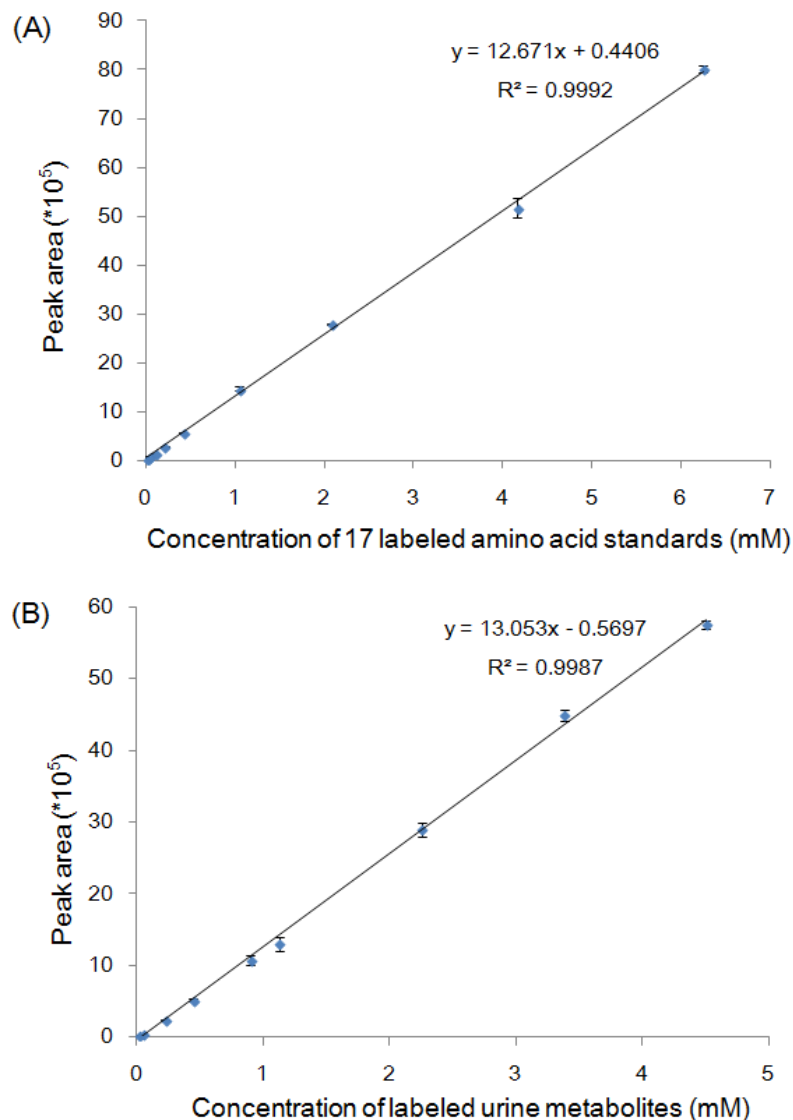 (A)
90
80
70
60
50
40
30
20
10
0
y = 12.671x + 0.4406
R² = 0.9992
Peak area (*10⁵)
0 1 2 3 4 5 6 7
Concentration of 17 labeled amino acid standards (mM)
(B)
60
50
40
30
20
10
0
y = 13.053x - 0.5697
R² = 0.9987
Peak area (*10⁵)
0 1 2 3 4 5
Concentration of labeled urine metabolites (mM)